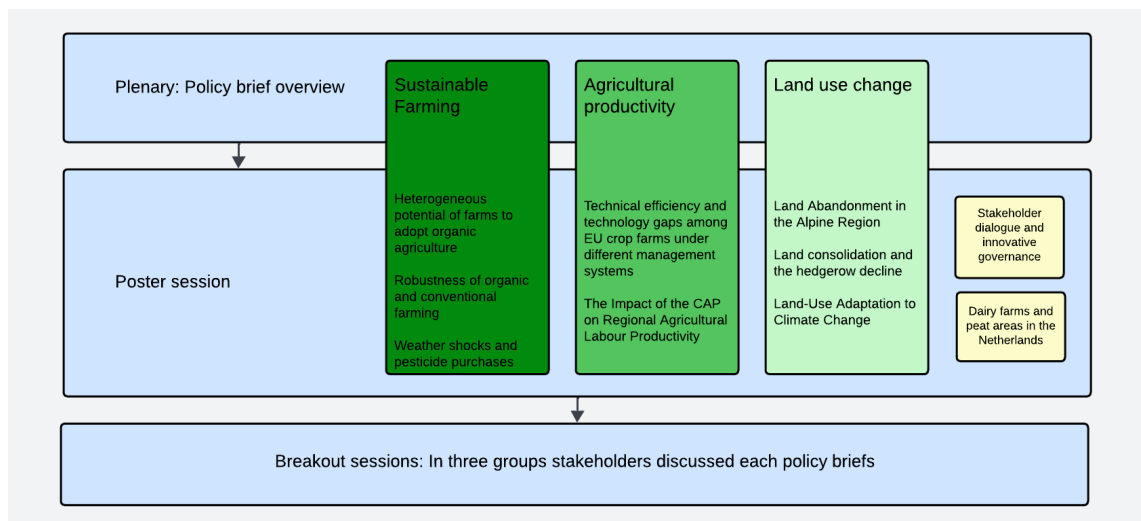 Plenary: Policy brief overview
Sustainable
Farming
Agricultural
productivity
Land use change
Poster session
Heterogeneous
potential of farms to
adopt organic
agriculture
Robustness of organic
and conventional
farming
Weather shocks and
pesticide purchases
Technical efficiency and
technology gaps among
EU crop farms under
different management
systems
The Impact of the CAP
on Regional Agricultural
Labour Productivity
Land Abandonment in
the Alpine Region
Land consolidation and
the hedgerow decline
Land-Use Adaptation to
Climate Change
Stakeholder
dialogue and
innovative
governance
Dairy farms and
peat areas in the
Netherlands
Breakout sessions: In three groups stakeholders discussed each policy briefs